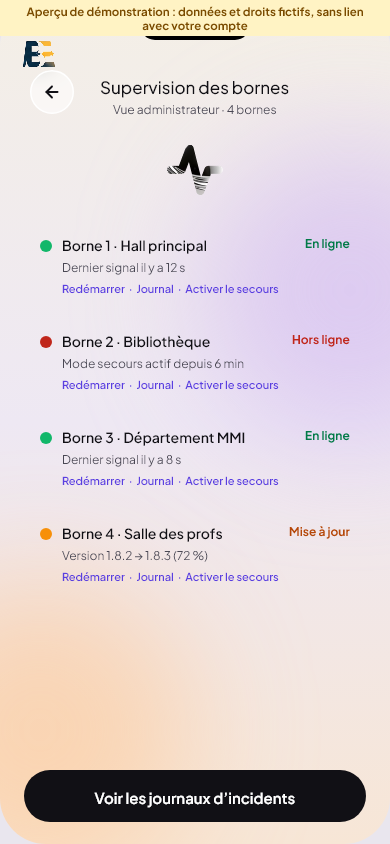 Aperçu de démonstration : données et droits fictifs, sans lien
avec votre compte
Supervision des bornes
Vue administrateur · 4 bornes
Borne 1 · Hall principal
En ligne
Dernier signal il y a 12 s
Redémarrer · Journal · Activer le secours
Borne 2 · Bibliothèque
Hors ligne
Mode secours actif depuis 6 min
Redémarrer · Journal · Activer le secours
Borne 3 · Département MMI
En ligne
Dernier signal il y a 8 s
Redémarrer · Journal · Activer le secours
Borne 4 · Salle des profs
Mise à jour
Version 1.8.2 → 1.8.3 (72 %)
Redémarrer · Journal · Activer le secours
Voir les journaux d’incidents